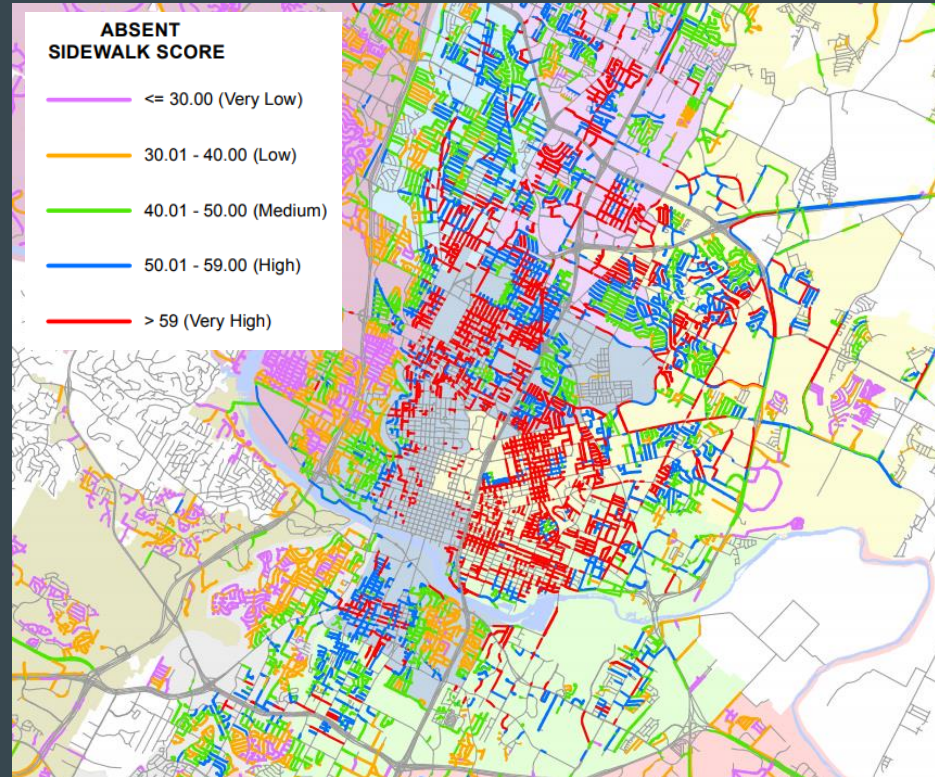 ABSENT
SIDEWALK SCORE
<= 30.00 (Very Low)
30.01 - 40.00 (Low)
40.01 - 50.00 (Medium)
50.01 - 59.00 (High)
> 59 (Very High)